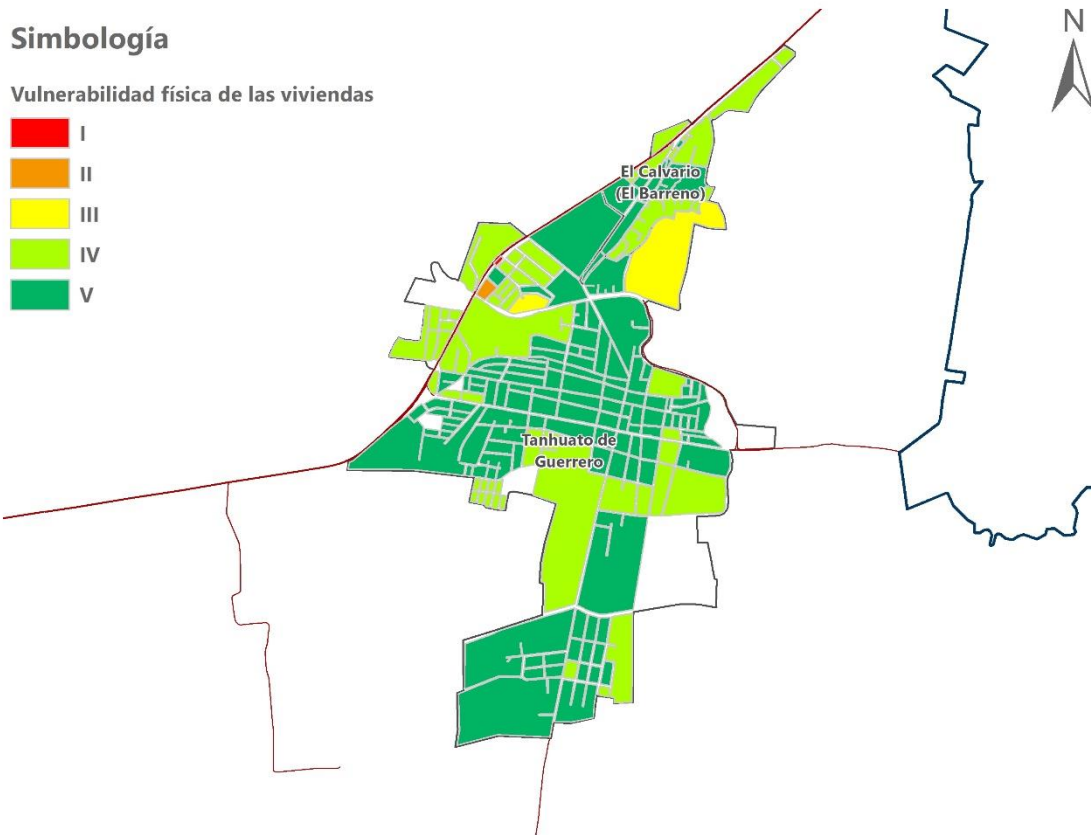 Simbología
Vulnerabilidad física de las viviendas
I
II
III
IV
V
N
El Calvario
(El Barreno)
Tanhuato de
Guerrero